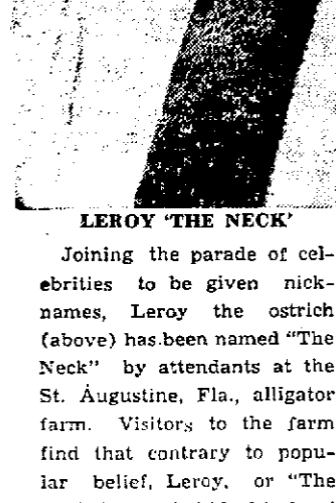 LEROY 'THE NECK'
Joining the parade of cel-
ebrities to be given nick-
names, Leroy the ostrich
(above) has been named "The
Neck" by attendants at the
St. Augustine, Fla., alligator
farm. Visitors to the farm
find that contrary to popu-
lar belief, Leroy, or "The